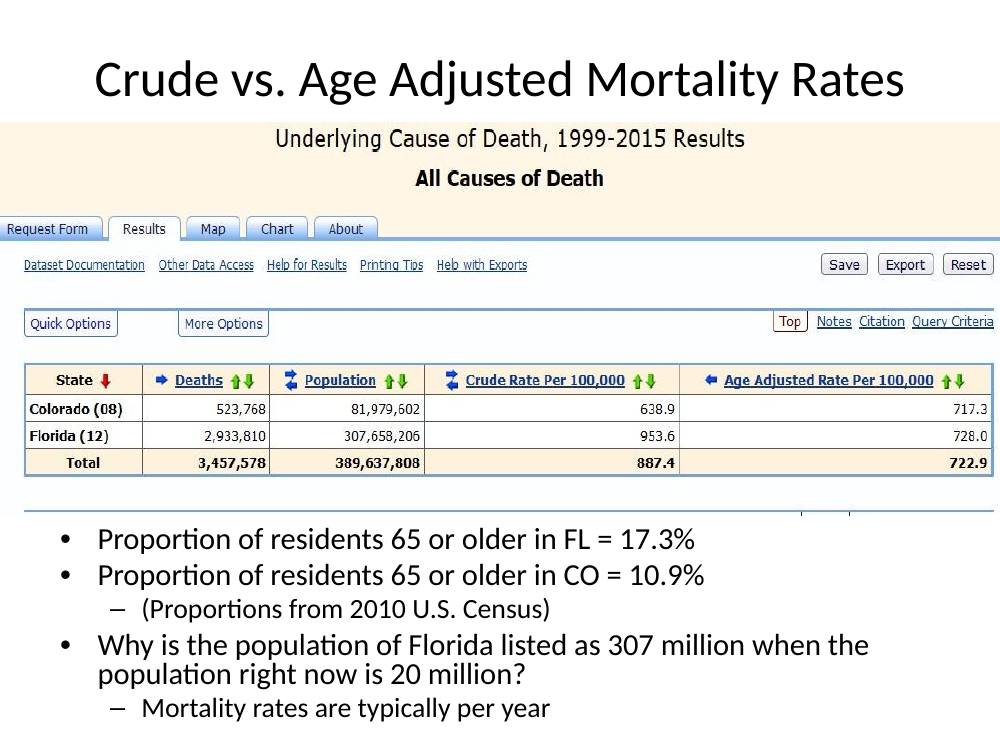 Crude vs. Age Adjusted Mortality Rates
Underlying Cause of Death, 1999-2015 Results
All Causes of Death
Request Form Results Map Chart About
Dataset Documentation Other Data Access Help for Results Printing Tips Help with Exports Save Export Reset
Quick Options More Options Top Notes Citation Query Criteria
State Deaths Population Crude Rate Per 100,000 Age Adjusted Rate Per 100,000
Colorado (08) 523,768 81,979,602 638.9 717.3
Florida (12) 2,933,810 307,658,206 953.6 728.0
Total 3,457,578 389,637,808 887.4 722.9
• Proportion of residents 65 or older in FL = 17.3%
• Proportion of residents 65 or older in CO = 10.9%
– (Proportions from 2010 U.S. Census)
• Why is the population of Florida listed as 307 million when the
population right now is 20 million?
– Mortality rates are typically per year